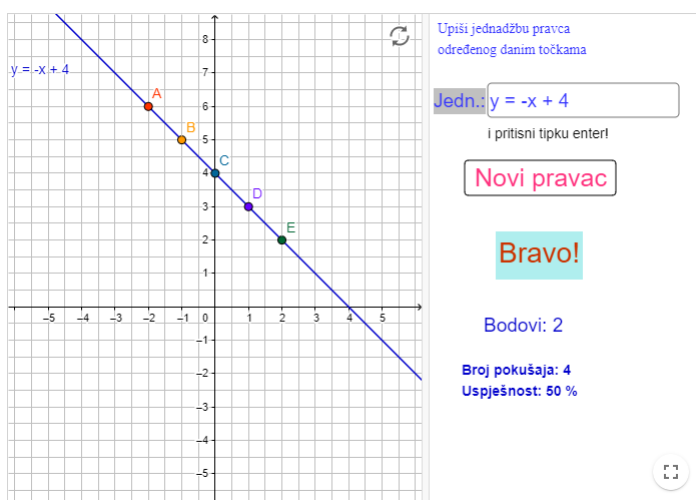 Upiši jednadžbu pravca
određenog danim točkama
Jedn.: y = -x + 4
i pritisni tipku enter!
Novi pravac
Bravo!
Bodovi: 2
Broj pokušaja: 4
Uspješnost: 50 %
y = -x + 4
A
B
C
D
E
8
7
6
5
4
3
2
1
–1
–2
–3
–4
–5
–5 –4 –3 –2 –1 0 1 2 3 4 5